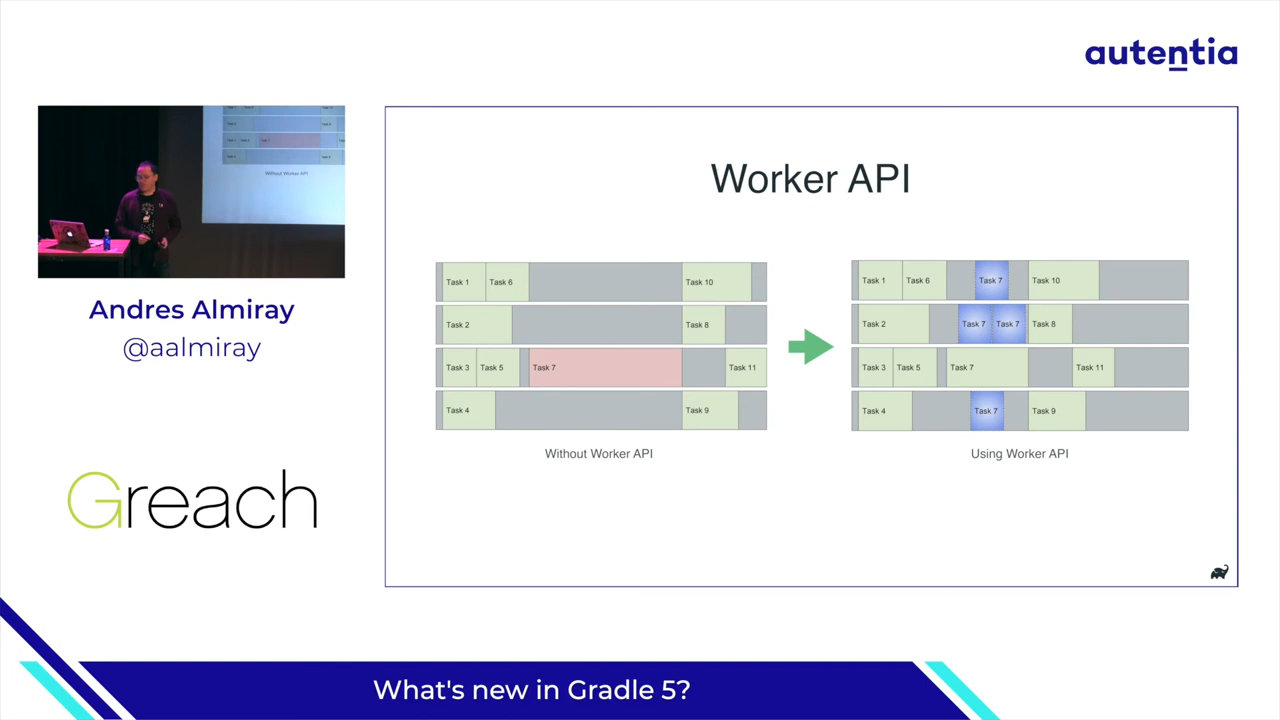 autentia
Without Worker API
Andres Almiray
@aalmiray
Greach
Worker API
Task 1 Task 6 Task 10
Task 2 Task 8
Task 3 Task 5 Task 7 Task 11
Task 4 Task 9
Without Worker API
Task 1 Task 6 Task 7 Task 10
Task 2 Task 7 Task 7 Task 8
Task 3 Task 5 Task 7 Task 11
Task 4 Task 7 Task 9
Using Worker API
What's new in Gradle 5?